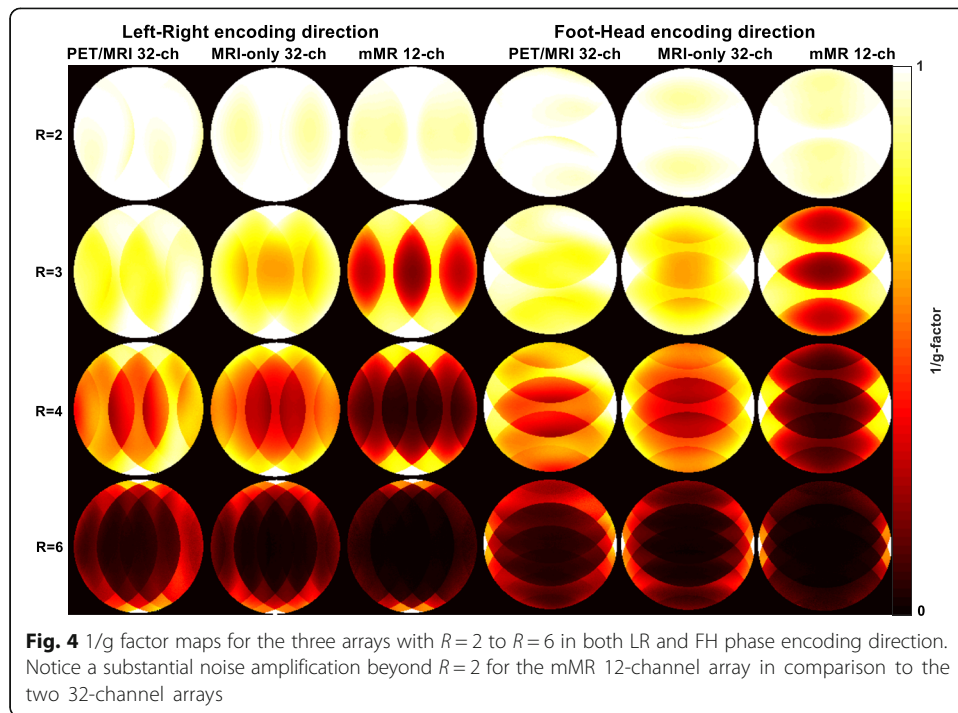 Left-Right encoding direction Foot-Head encoding direction
PET/MRI 32-ch MRI-only 32-ch mMR 12-ch PET/MRI 32-ch MRI-only 32-ch mMR 12-ch
1
R=2
R=3
1/g-factor
R=4
R=6
0
Fig. 4 1/g factor maps for the three arrays with R = 2 to R = 6 in both LR and FH phase encoding direction.
Notice a substantial noise amplification beyond R = 2 for the mMR 12-channel array in comparison to the
two 32-channel arrays